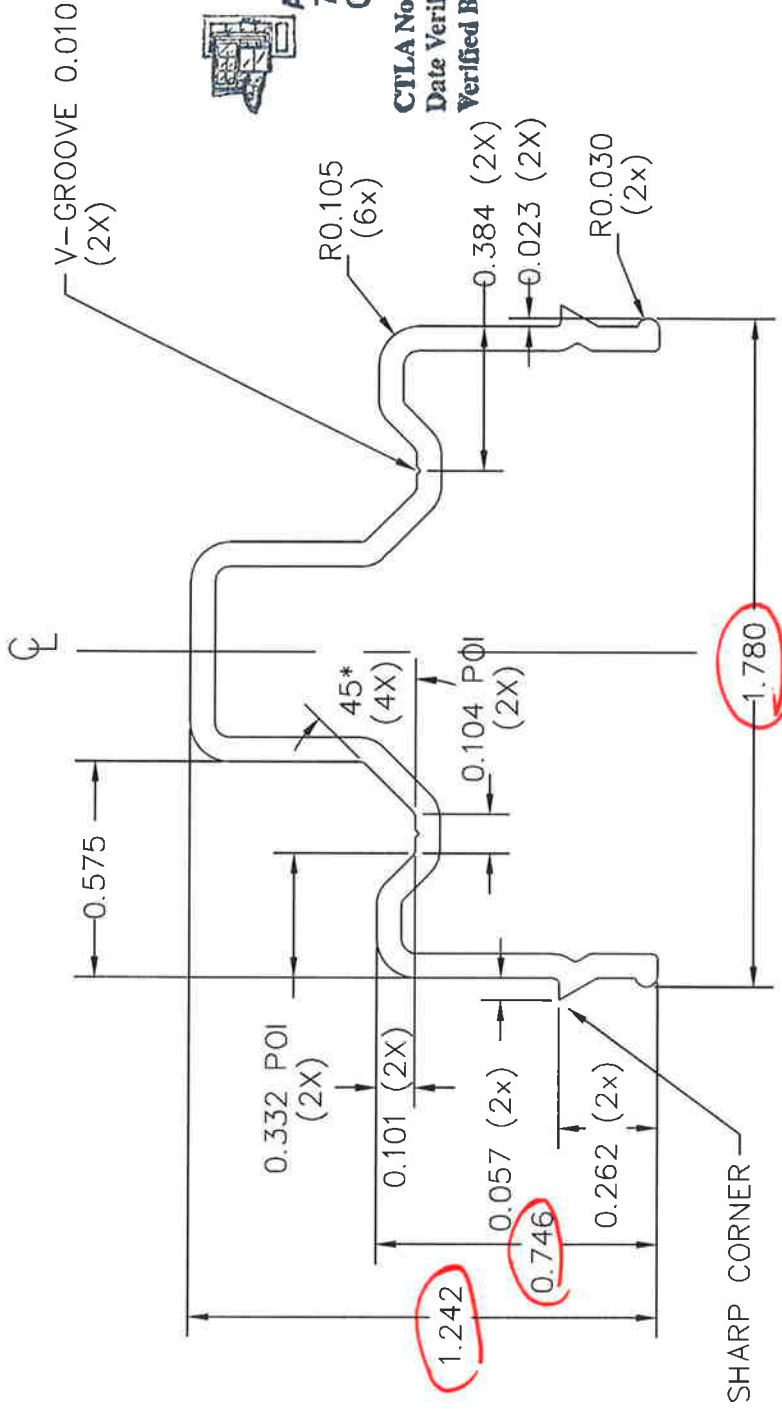 V-GROOVE 0.010
(2X)
CTLA No
Date Verif
Verified B
R0.105
(6x)
0.384 (2X)
0.023 (2X)
R0.030
(2x)
0.575
45*
(4X)
0.104 POI
(2X)
1.780
0.332 POI
(2X)
0.101 (2X)
0.057 (2x)
0.262 (2x)
0.746
1.242
SHARP CORNER